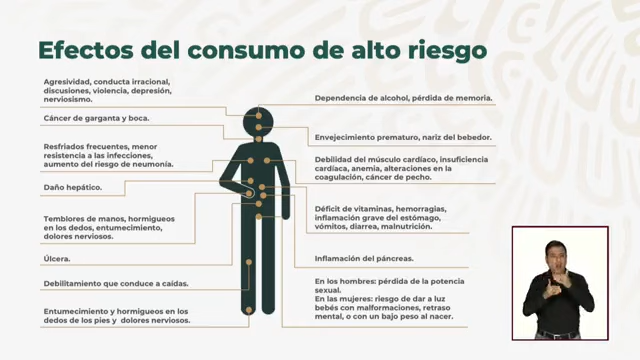 Efectos del consumo de alto riesgo
Agresividad, conducta irracional,
discusiones, violencia, depresión,
nerviosismo.
Cáncer de garganta y boca.
Resfriados frecuentes, menor
resistencia a las infecciones,
aumento del riesgo de neumonía.
Daño hepático.
Temblores de manos, hormigueos
en los dedos, entumecimiento,
dolores nerviosos.
Úlcera.
Debilitamiento que conduce a caídas.
Entumecimiento y hormigueos en los
dedos de los pies y dolores nerviosos.
Dependencia de alcohol, pérdida de memoria.
Envejecimiento prematuro, nariz del bebedor.
Debilidad del músculo cardíaco, insuficiencia
cardíaca, anemia, alteraciones en la
coagulación, cáncer de pecho.
Déficit de vitaminas, hemorragias,
inflamación grave del estómago,
vómitos, diarrea, malnutrición.
Inflamación del páncreas.
En los hombres: pérdida de la potencia
sexual.
En las mujeres: riesgo de dar a luz
bebés con malformaciones, retraso
mental, o con un bajo peso al nacer.